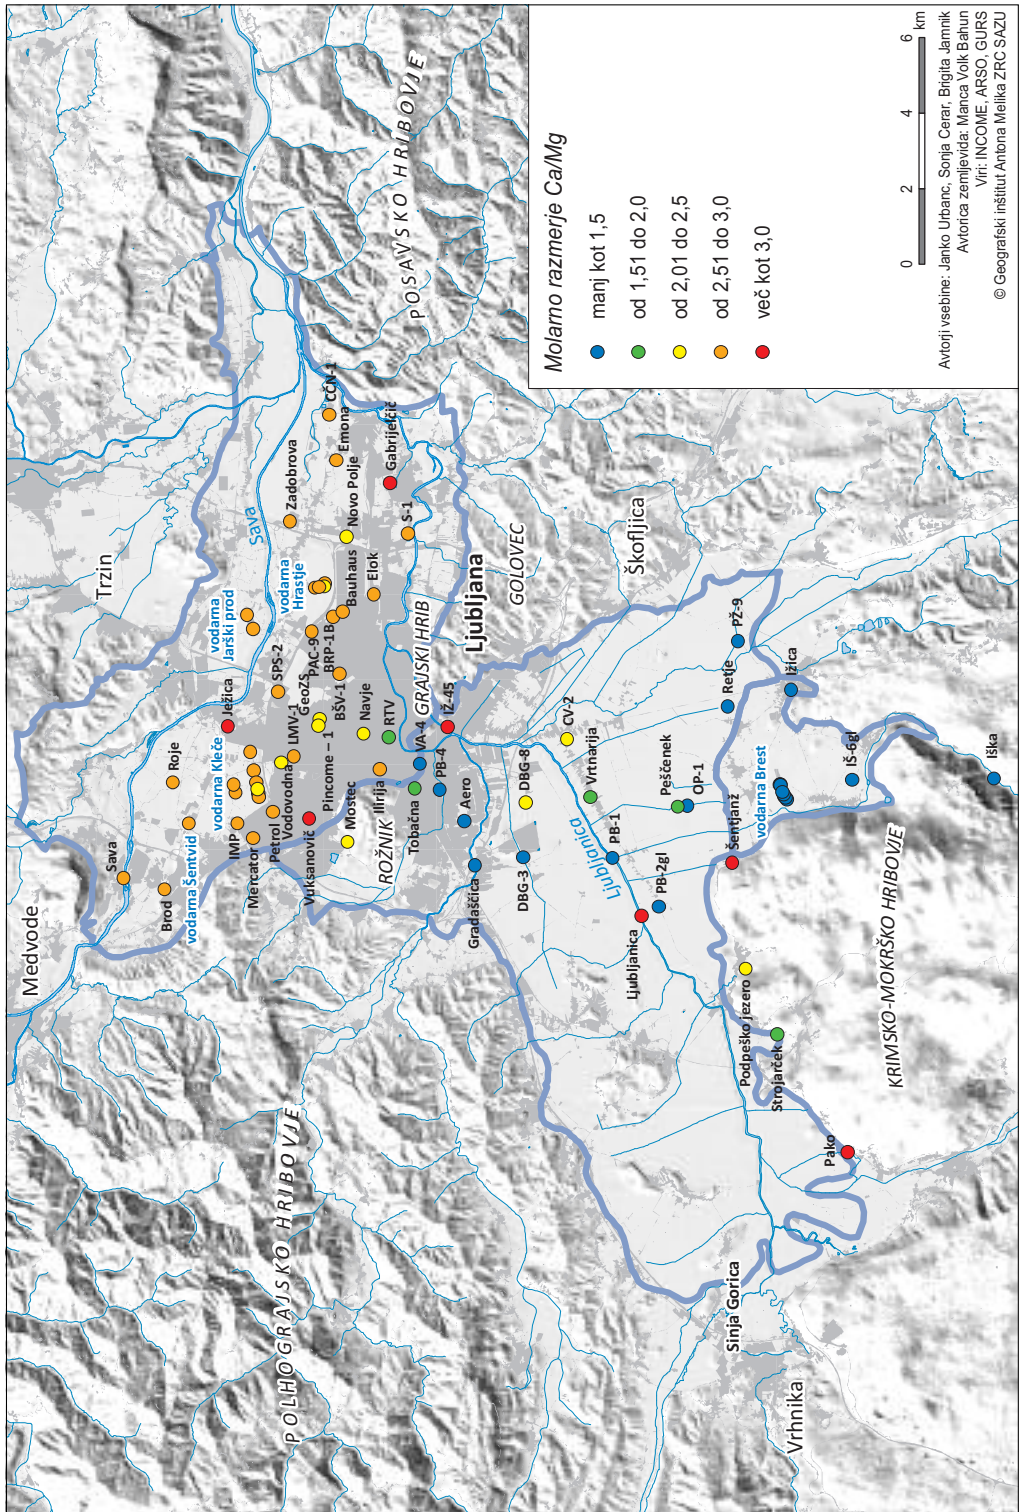 Medvode
Sava
Brod
vodarna Šentvid
Roje
vodarna Kleče
Ježica
IMP
Mercator
Petrol
Vodovodna
LMV-1
GeoZS
SPS-2
Vuksanovič
Pincome – 1
Mostec
ROŽNIK
Ilirija
Navje
RTV
BŠV-1
PAC-9
BRP-1B
Bauhaus
Elok
vodarna
Jarški prod
vodarna
Hrastje
Trzin
Sava
Zadobrova
Novo Polje
Emona
CČN-1
Gabrijelčič
S-1
POSAVSKO HRIBOVJE
POLHOGRAJSKO HRIBOVJE
Tobačna
VA-4
PB-4
GRAJSKI HRIB
IŽ-45
Ljubljana
GOLOVEC
Aero
Gradaščica
DBG-3
DBG-8
CV-2
Škofljica
Vrtnarija
PB-1
Ljubljanica
Peščenek
OP-1
PB-2gl
Ljubljanica
Šentjanž
Retje
PŽ-9
Ižica
vodarna Brest
IŠ-6gl
Iška
Podpeško jezero
Strojarček
KRIMSKO-MOKRŠKO HRIBOVJE
Pako
Sinja Gorica
Vrhnika
Molarno razmerje Ca/Mg
manj kot 1,5
od 1,51 do 2,0
od 2,01 do 2,5
od 2,51 do 3,0
več kot 3,0
0 2 4 6 km
Avtorji vsebine: Janko Urbanc, Sonja Cerar, Brigita Jamnik
Avtorica zemljevida: Manca Volk Bahun
Viri: INCOME, ARSO, GURS
© Geografski inštitut Antona Melika ZRC SAZU